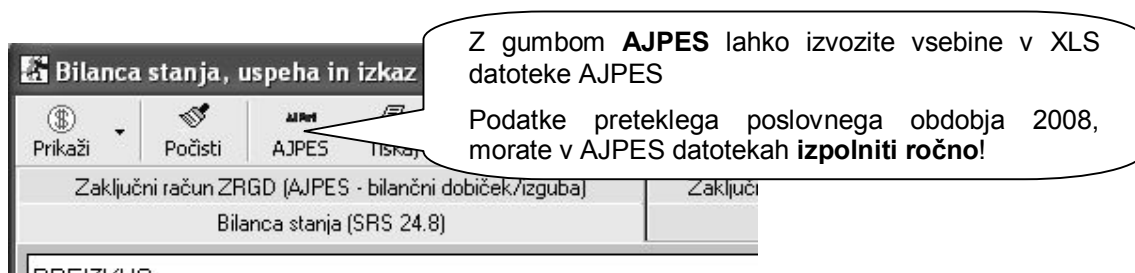 Z gumbom AJPES lahko izvozite vsebine v XLS
datoteke AJPES
Podatke preteklega poslovnega obdobja 2008,
morate v AJPES datotekah izpolniti ročno!
Bilanca stanja, uspeha in izkaz
Prikaži Počisti AJPES
Zaključni račun ZRGD (AJPES - bilančni dobiček/izguba)
Bilanca stanja (SRS 24.8)